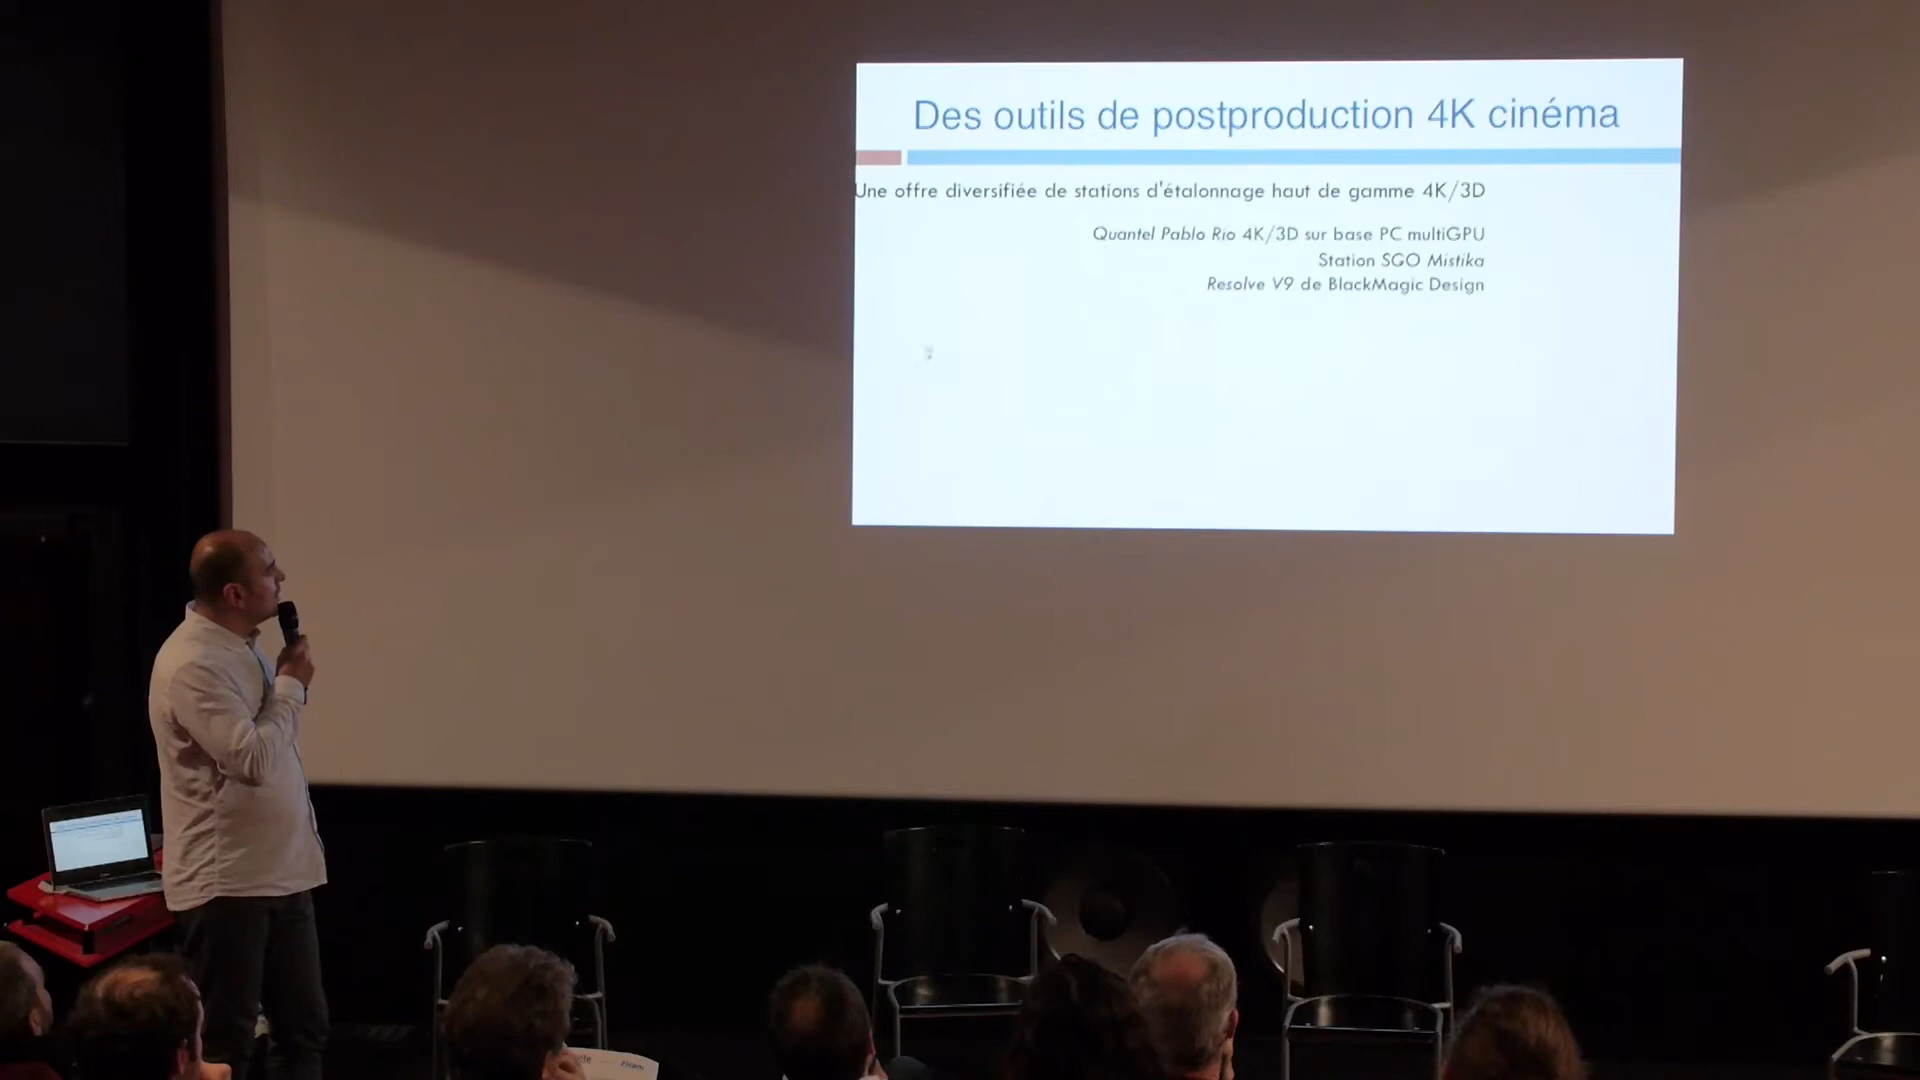 Des outils de postproduction 4K cinéma
Une offre diversifiée de stations d'étalonnage haut de gamme 4K/3D
Quantel Pablo Rio 4K/3D sur base PC multiGPU
Station SGO Mistika
Resolve V9 de BlackMagic Design